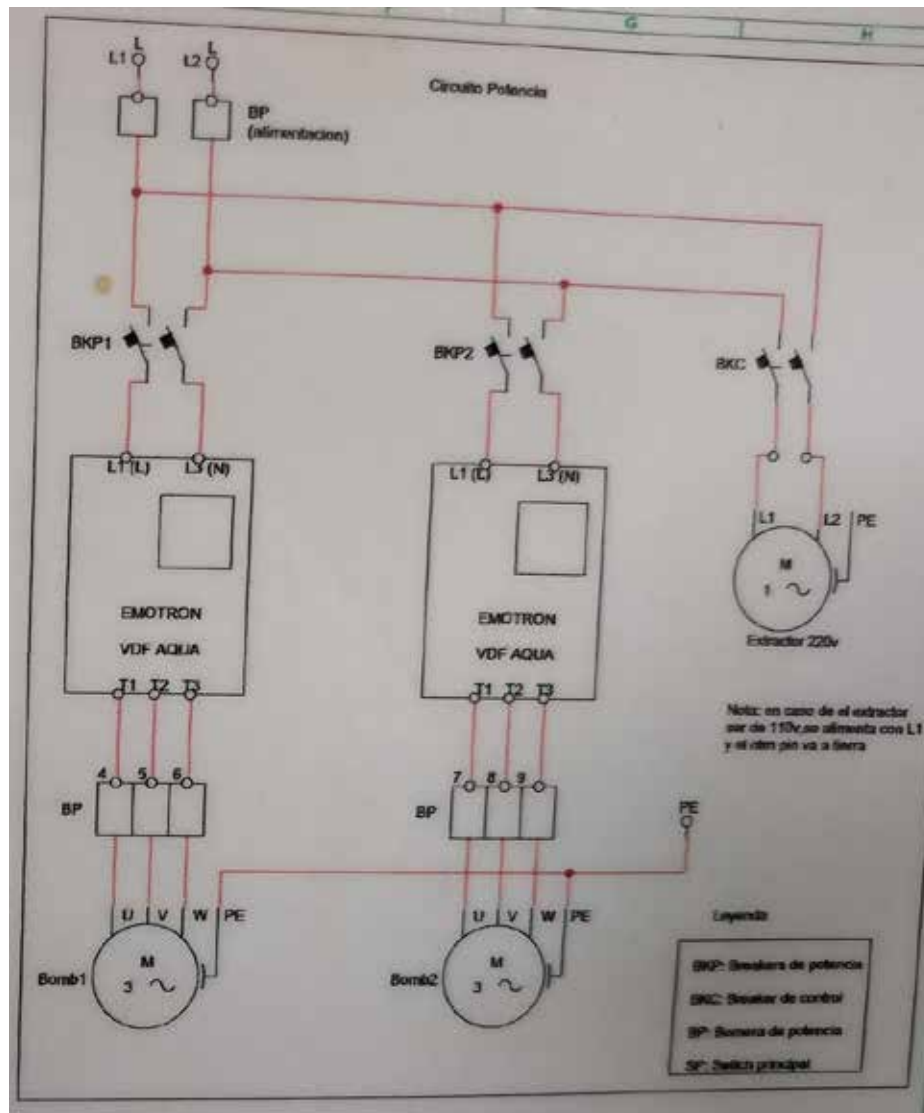 G
H
L
L1
L
L2
Circuito Potencia
BP
(alimentacion)
BKP1
BKP2
BKC
L1 (L)
L3 (N)
L1 (L)
L3 (N)
L1
L2
PE
M
1
Extractor 220v
EMOTRON
VDF AQUA
EMOTRON
VDF AQUA
T1
T2
T3
T1
T2
T3
Nota: en caso de el extractor
ser de 110v,se alimenta con L1
y el otro pin va a tierra
4
5
6
BP
7
8
9
BP
PE
U
V
W
PE
U
V
W
PE
Bomb1
M
3
Bomb2
M
3
Leyenda
BKP: Breakers de potencia
BKC: Breaker de control
BP: Bornera de potencia
SP: Switch principal